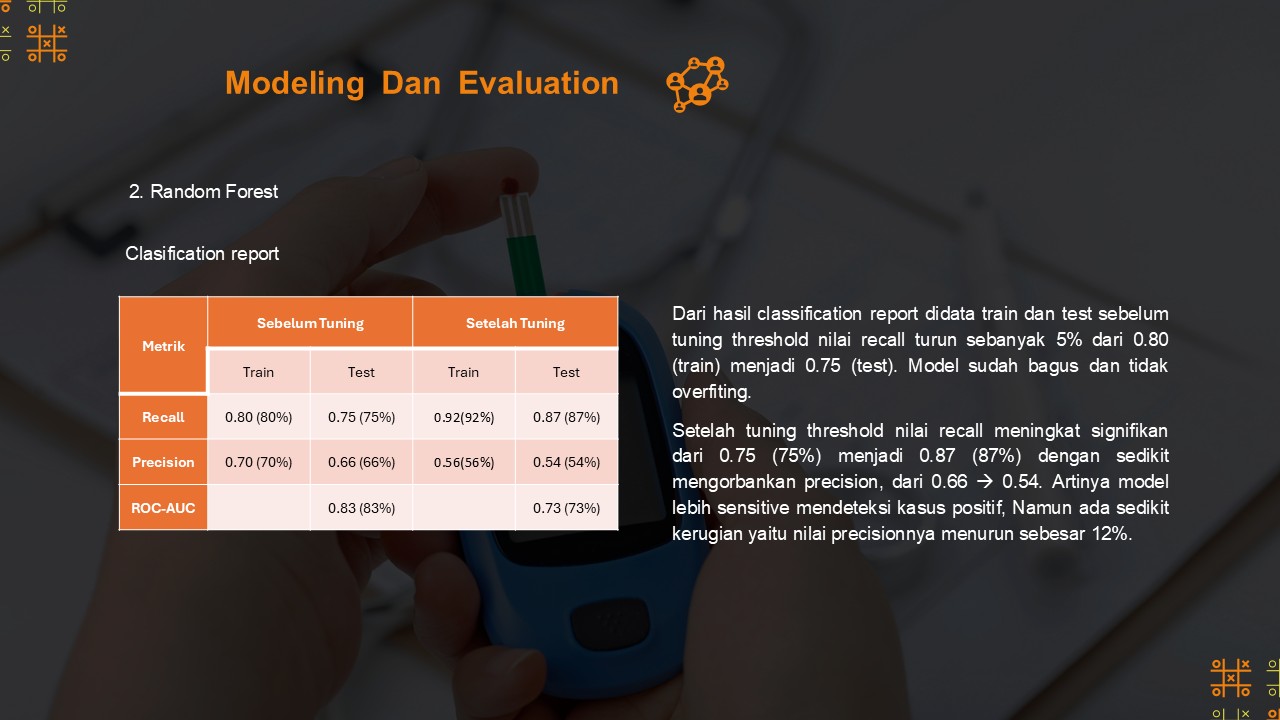 Modeling Dan Evaluation
2. Random Forest
Clasification report
Metrik Sebelum Tuning Setelah Tuning
Train Test Train Test
Recall 0.80 (80%) 0.75 (75%) 0.92(92%) 0.87 (87%)
Precision 0.70 (70%) 0.66 (66%) 0.56(56%) 0.54 (54%)
ROC-AUC 0.83 (83%) 0.73 (73%)
Dari hasil classification report didata train dan test sebelum
tuning threshold nilai recall turun sebanyak 5% dari 0.80
(train) menjadi 0.75 (test). Model sudah bagus dan tidak
overfiting.
Setelah tuning threshold nilai recall meningkat signifikan
dari 0.75 (75%) menjadi 0.87 (87%) dengan sedikit
mengorbankan precision, dari 0.66 → 0.54. Artinya model
lebih sensitive mendeteksi kasus positif, Namun ada sedikit
kerugian yaitu nilai precisionnya menurun sebesar 12%.